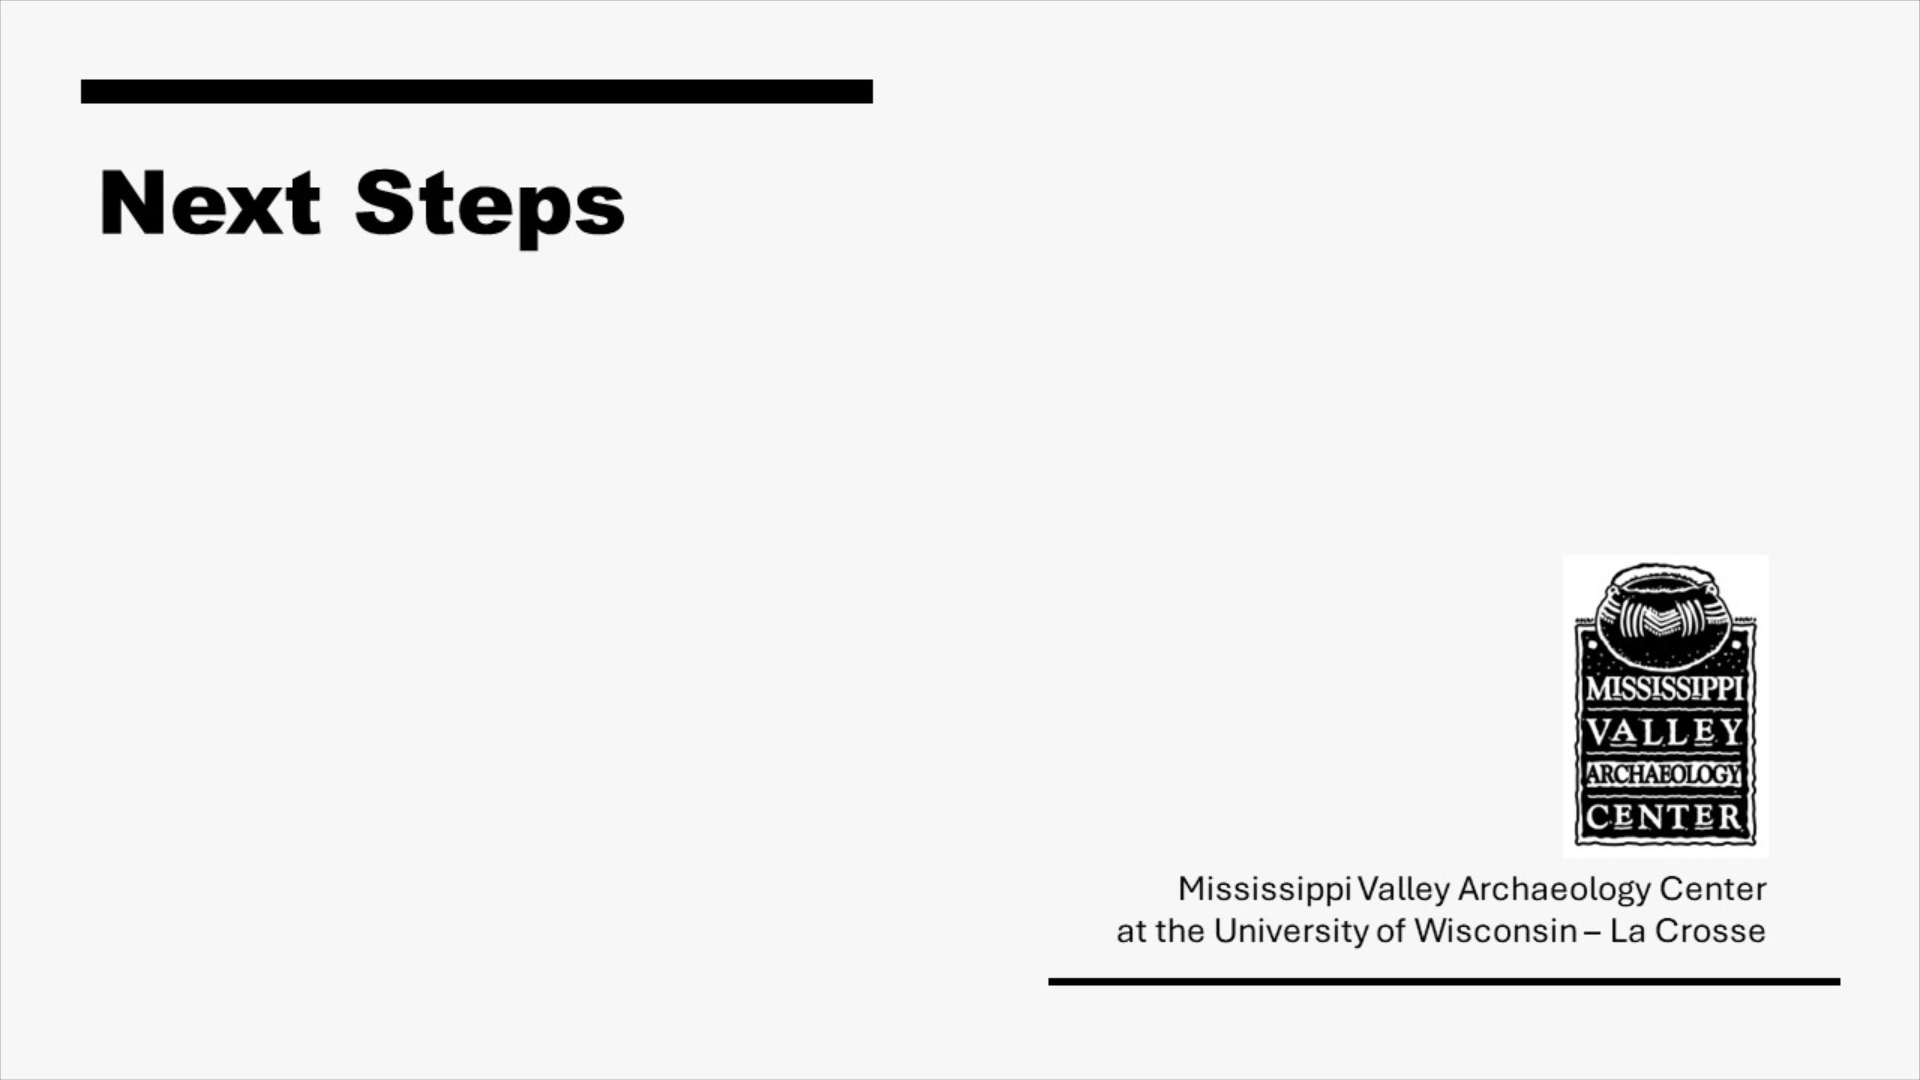 Next Steps
MISSISSIPPI
VALLEY
ARCHAEOLOGY
CENTER
Mississippi Valley Archaeology Center
at the University of Wisconsin – La Crosse